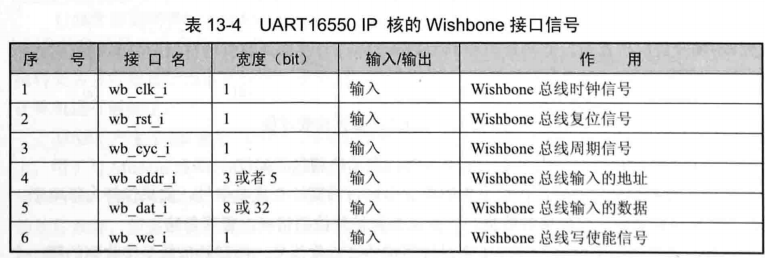 表 13-4 UART16550 IP 核的 Wishbone 接口信号
序 号 接 口 名 宽度（bit） 输入/输出 作 用
1 wb_clk_i 1 输入 Wishbone 总线时钟信号
2 wb_rst_i 1 输入 Wishbone 总线复位信号
3 wb_cyc_i 1 输入 Wishbone 总线周期信号
4 wb_addr_i 3 或者 5 输入 Wishbone 总线输入的地址
5 wb_dat_i 8 或 32 输入 Wishbone 总线输入的数据
6 wb_we_i 1 输入 Wishbone 总线写使能信号